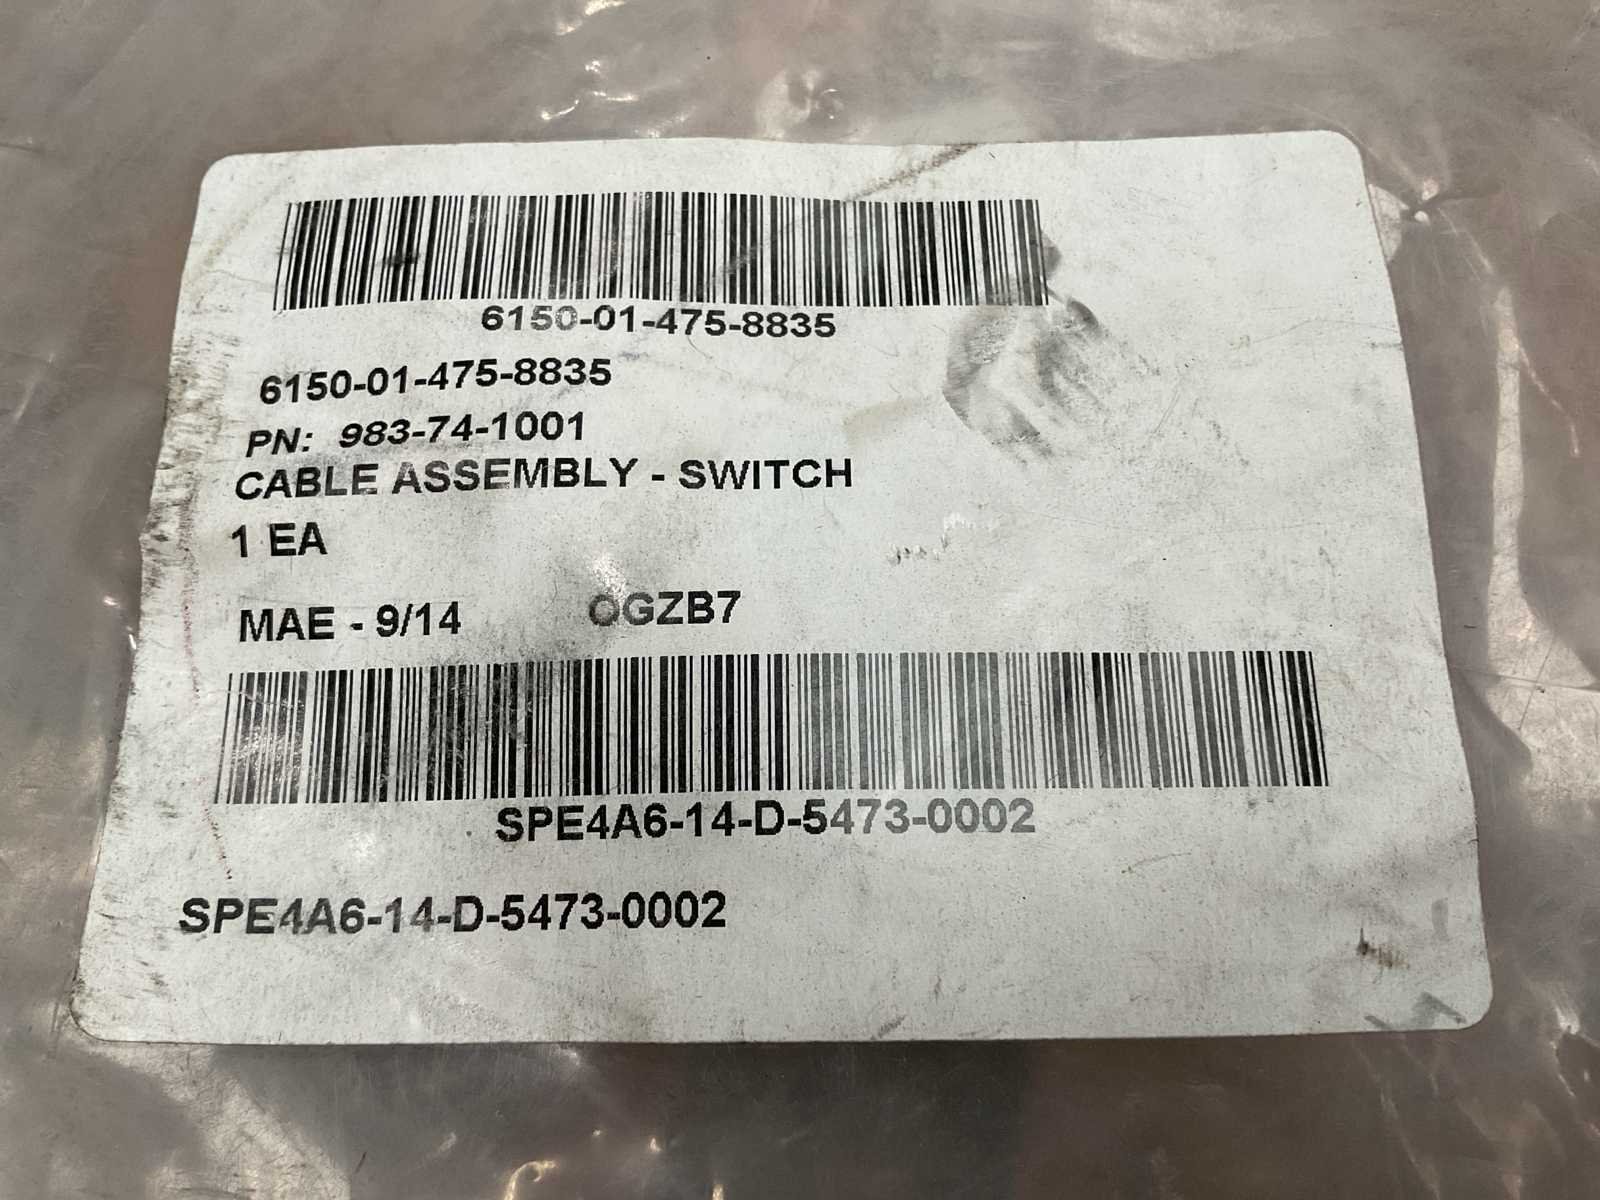 6150-01-475-8835
6150-01-475-8835
PN: 983-74-1001
CABLE ASSEMBLY - SWITCH
1 EA
MAE - 9/14 OGZB7
SPE4A6-14-D-5473-0002
SPE4A6-14-D-5473-0002